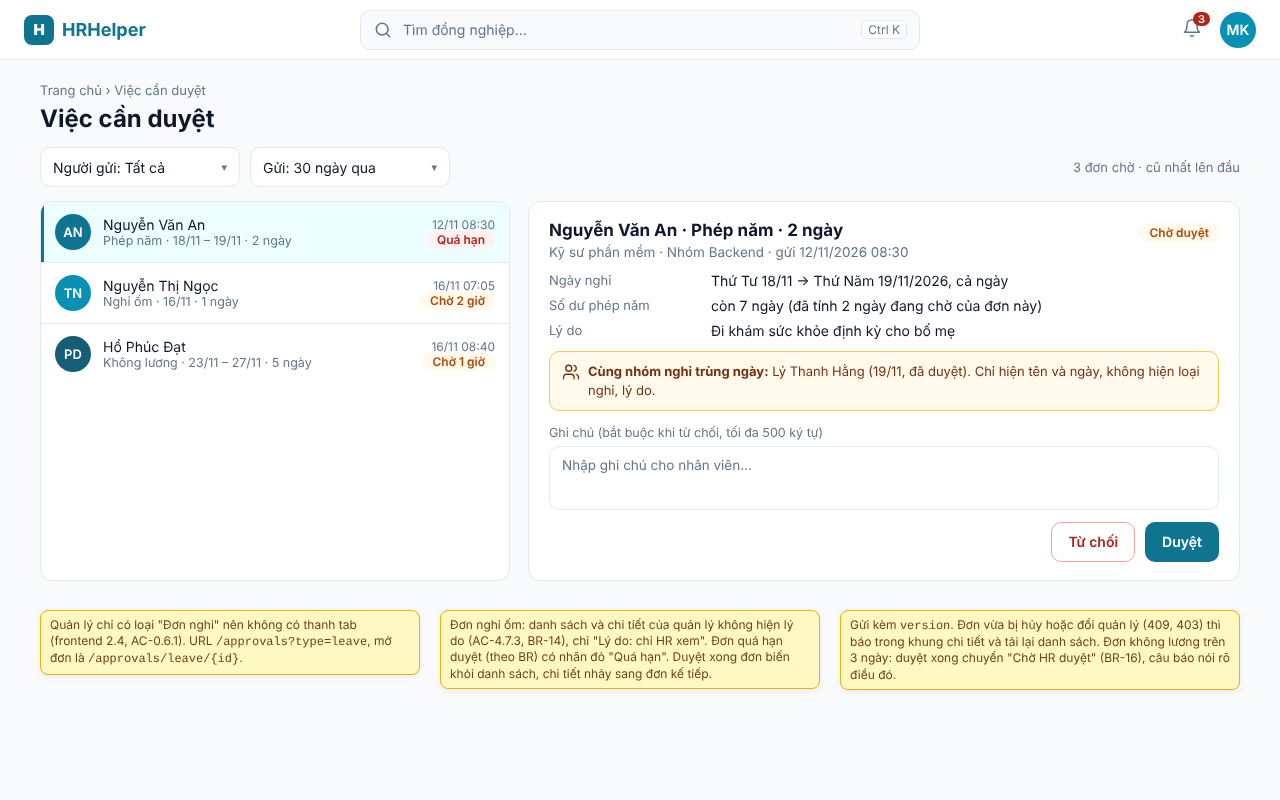 H HRHelper
Tìm đồng nghiệp...
Ctrl K
3
MK
Trang chủ › Việc cần duyệt
Việc cần duyệt
Người gửi: Tất cả
Gửi: 30 ngày qua
3 đơn chờ · cũ nhất lên đầu
AN
Nguyễn Văn An
12/11 08:30
Phép năm · 18/11 – 19/11 · 2 ngày
Quá hạn
TN
Nguyễn Thị Ngọc
16/11 07:05
Nghỉ ốm · 16/11 · 1 ngày
Chờ 2 giờ
PD
Hồ Phúc Đạt
16/11 08:40
Không lương · 23/11 – 27/11 · 5 ngày
Chờ 1 giờ
Nguyễn Văn An · Phép năm · 2 ngày
Chờ duyệt
Kỹ sư phần mềm · Nhóm Backend · gửi 12/11/2026 08:30
Ngày nghỉ
Thứ Tư 18/11 → Thứ Năm 19/11/2026, cả ngày
Số dư phép năm
còn 7 ngày (đã tính 2 ngày đang chờ của đơn này)
Lý do
Đi khám sức khỏe định kỳ cho bố mẹ
Cùng nhóm nghỉ trùng ngày: Lý Thanh Hằng (19/11, đã duyệt). Chỉ hiện tên và ngày, không hiện loại
nghỉ, lý do.
Ghi chú (bắt buộc khi từ chối, tối đa 500 ký tự)
Nhập ghi chú cho nhân viên...
Từ chối
Duyệt
Quản lý chỉ có loại "Đơn nghỉ" nên không có thanh tab
(frontend 2.4, AC-0.6.1). URL /approvals?type=leave, mở
đơn là /approvals/leave/{id}.
Đơn nghỉ ốm: danh sách và chi tiết của quản lý không hiện lý
do (AC-4.7.3, BR-14), chỉ "Lý do: chỉ HR xem". Đơn quá hạn
duyệt (theo BR) có nhãn đỏ "Quá hạn". Duyệt xong đơn biến
khỏi danh sách, chi tiết nhảy sang đơn kế tiếp.
Gửi kèm version. Đơn vừa bị hủy hoặc đổi quản lý (409, 403) thì
báo trong khung chi tiết và tải lại danh sách. Đơn không lương trên
3 ngày: duyệt xong chuyển "Chờ HR duyệt" (BR-16), câu báo nói rõ
điều đó.